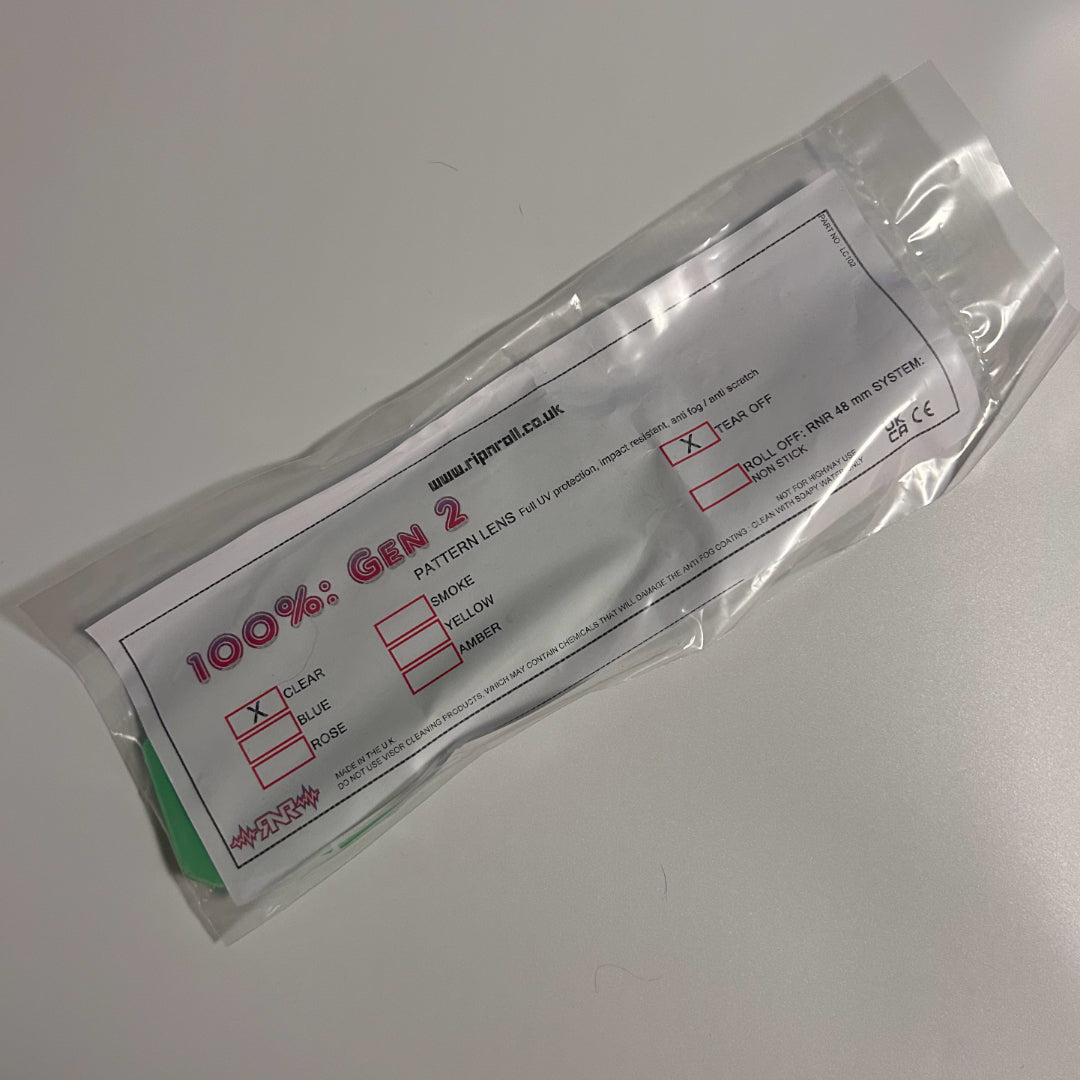 PART NO : LC102
www.ripnroll.co.uk
100%: GEN 2
PATTERN LENS Full UV protection, impact resistant, anti fog / anti scratch
X CLEAR
BLUE
ROSE
SMOKE
YELLOW
AMBER
X TEAR OFF
ROLL OFF: RNR 48 mm SYSTEM:
NON STICK
UK
CA CE
NOT FOR HIGHWAY USE
MADE IN THE U.K.
DO NOT USE VISOR CLEANING PRODUCTS, WHICH MAY CONTAIN CHEMICALS THAT WILL DAMAGE THE ANTI FOG COATING : CLEAN WITH SOAPY WATER ONLY
RNR